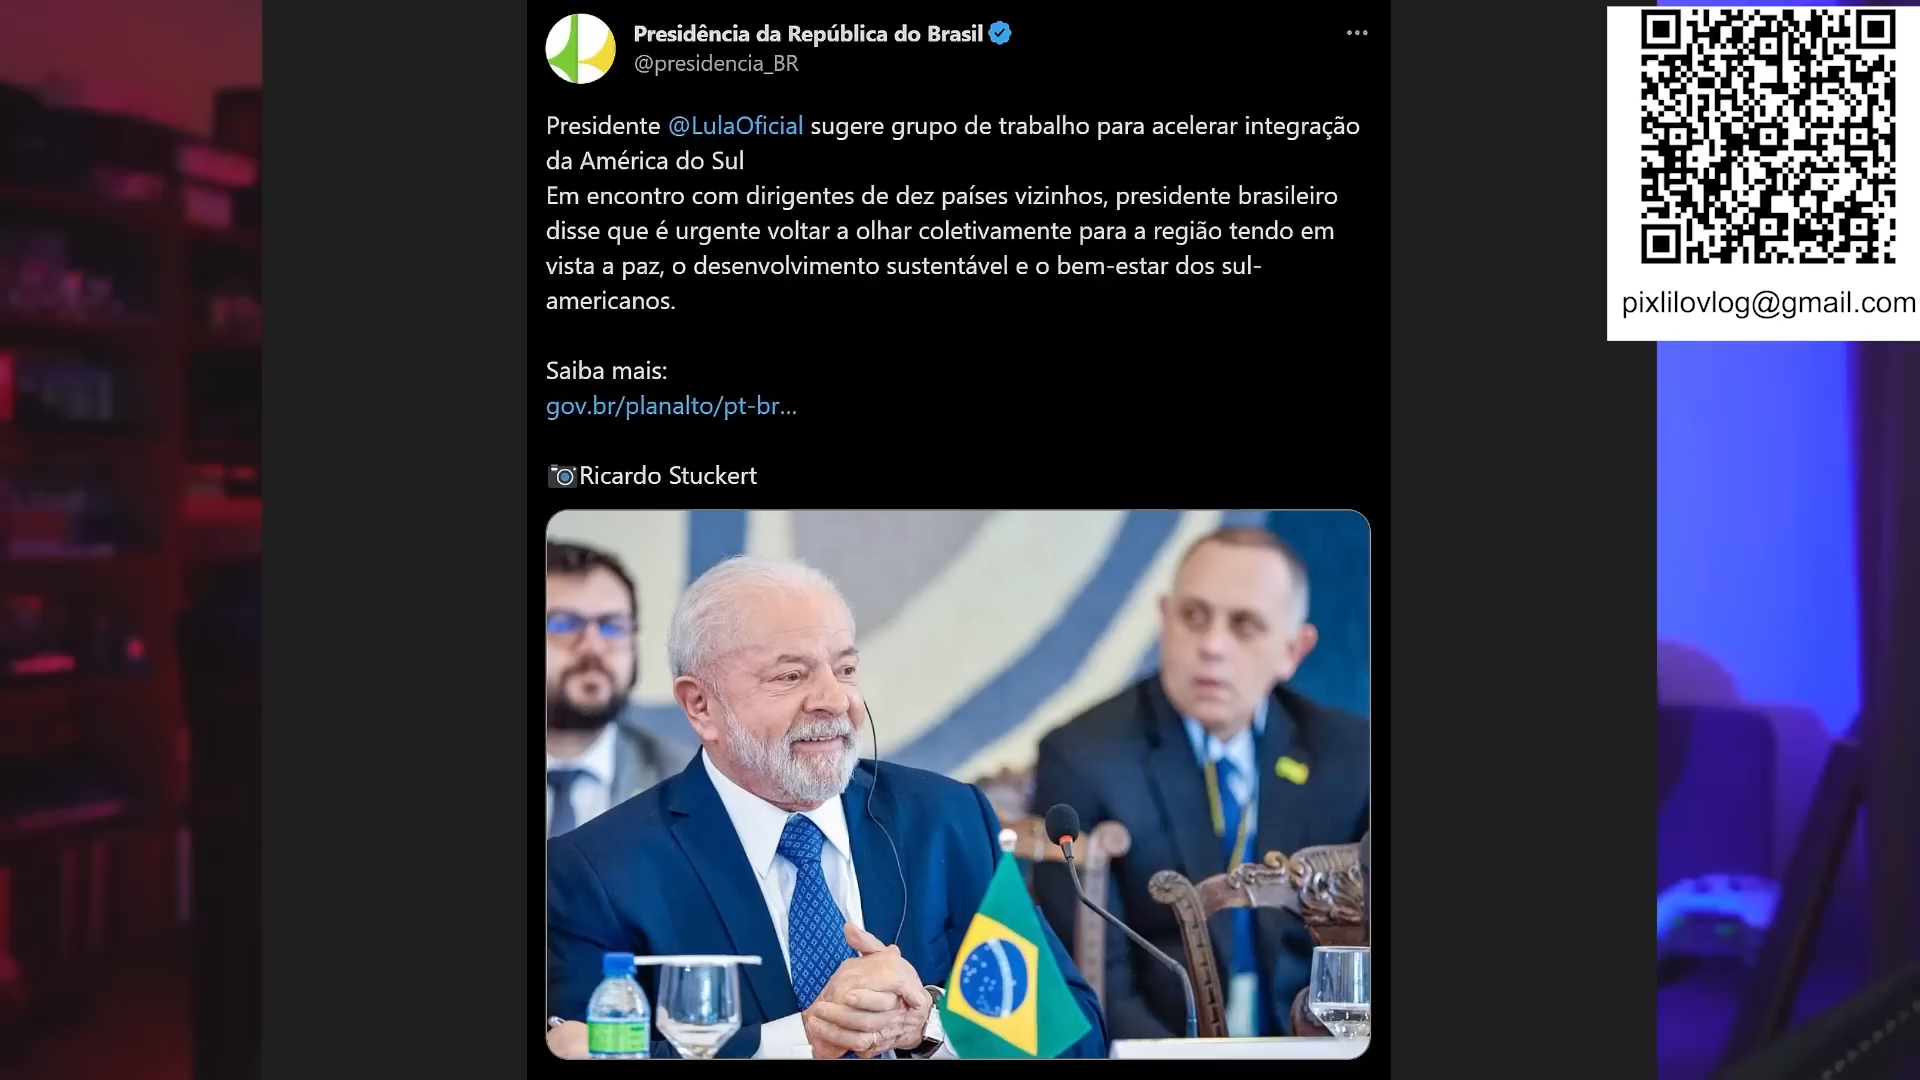 Presidência da República do Brasil
@presidencia_BR
Presidente @LulaOficial sugere grupo de trabalho para acelerar integração
da América do Sul
Em encontro com dirigentes de dez países vizinhos, presidente brasileiro
disse que é urgente voltar a olhar coletivamente para a região tendo em
vista a paz, o desenvolvimento sustentável e o bem-estar dos sul-
americanos.
Saiba mais:
gov.br/planalto/pt-br...
Ricardo Stuckert
pixlilovlog@gmail.com